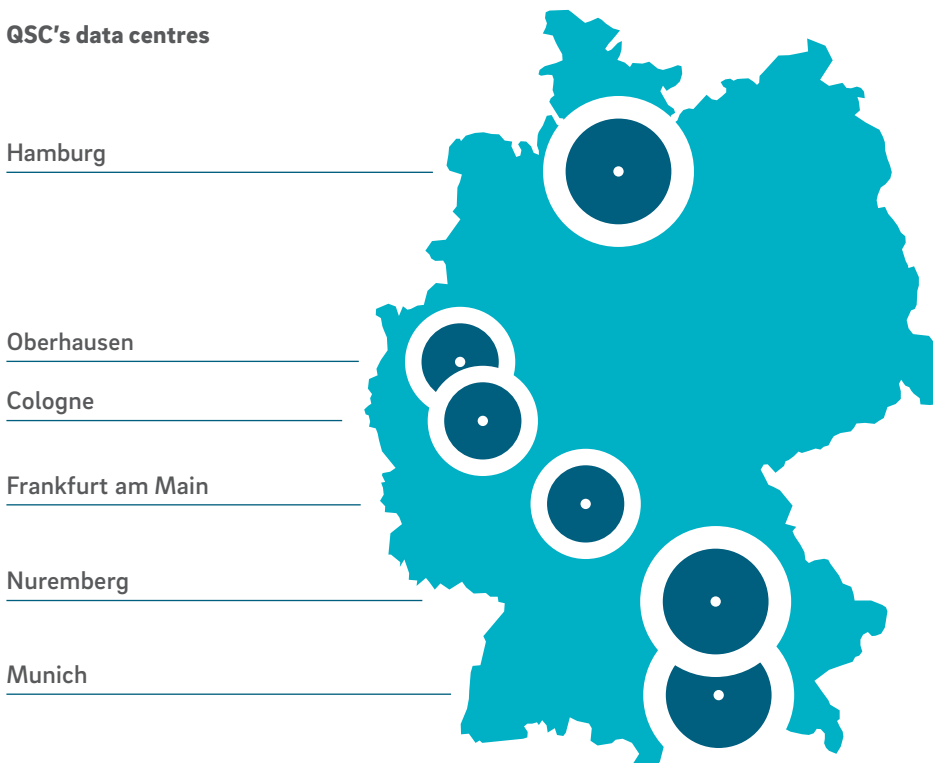 QSC’s data centres
Hamburg
Oberhausen
Cologne
Frankfurt am Main
Nuremberg
Munich